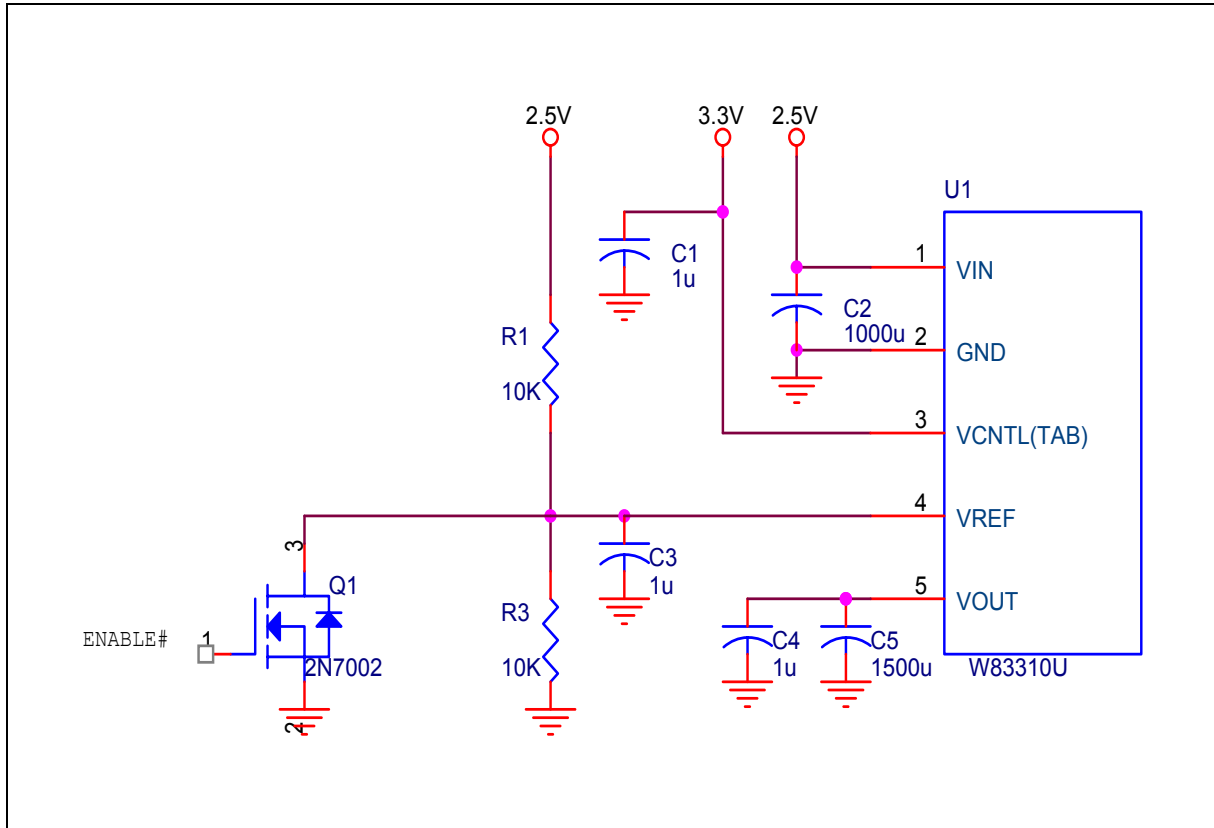 2.5V
3.3V
2.5V
U1
C1
1u
1
VIN
C2
1000u
2
GND
R1
10K
3
VCNTL(TAB)
4
VREF
3
C3
1u
Q1
R3
10K
5
VOUT
ENABLE#
1
2N7002
C4
1u
C5
1500u
W83310U
2